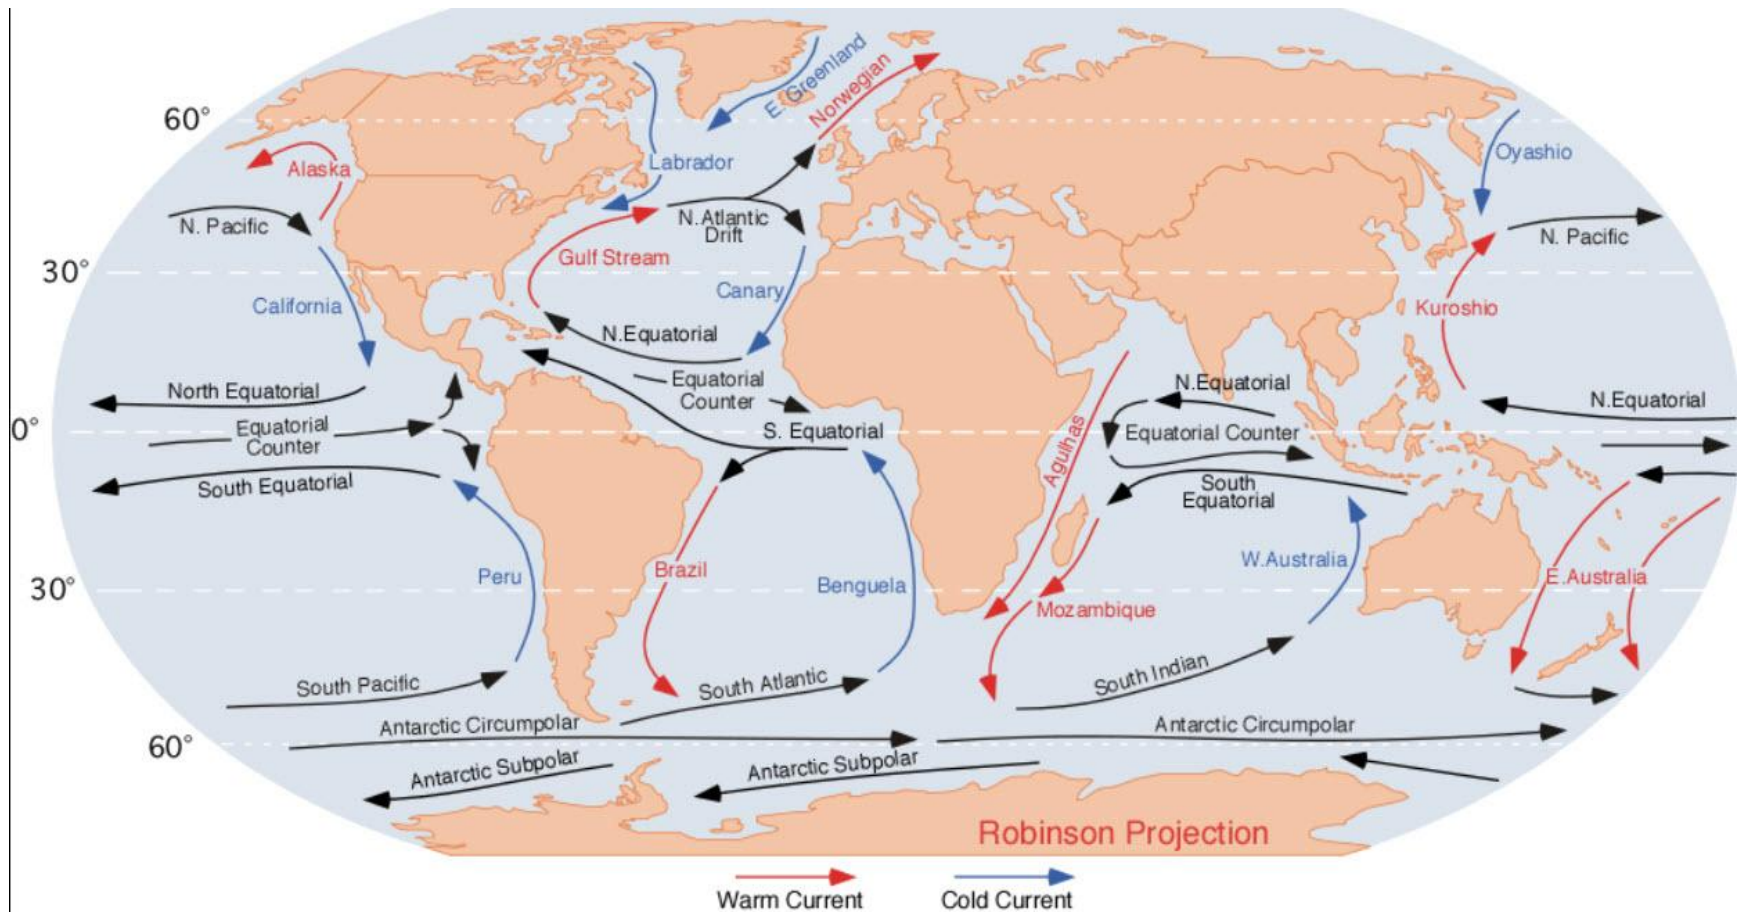 E. Greenland
Norwegian
60°
Labrador
Oyashio
Alaska
N. Pacific
N.Atlantic
Drift
N. Pacific
Gulf Stream
30°
Canary
California
Kuroshio
N.Equatorial
Equatorial
Counter
N.Equatorial
North Equatorial
N.Equatorial
0°
Equatorial
Counter
S. Equatorial
Equatorial Counter
Agulhas
South Equatorial
South
Equatorial
Peru
Brazil
Benguela
W.Australia
E.Australia
30°
Mozambique
South Pacific
South Atlantic
South Indian
Antarctic Circumpolar
Antarctic Circumpolar
60°
Antarctic Subpolar
Antarctic Subpolar
Robinson Projection
Warm Current
Cold Current